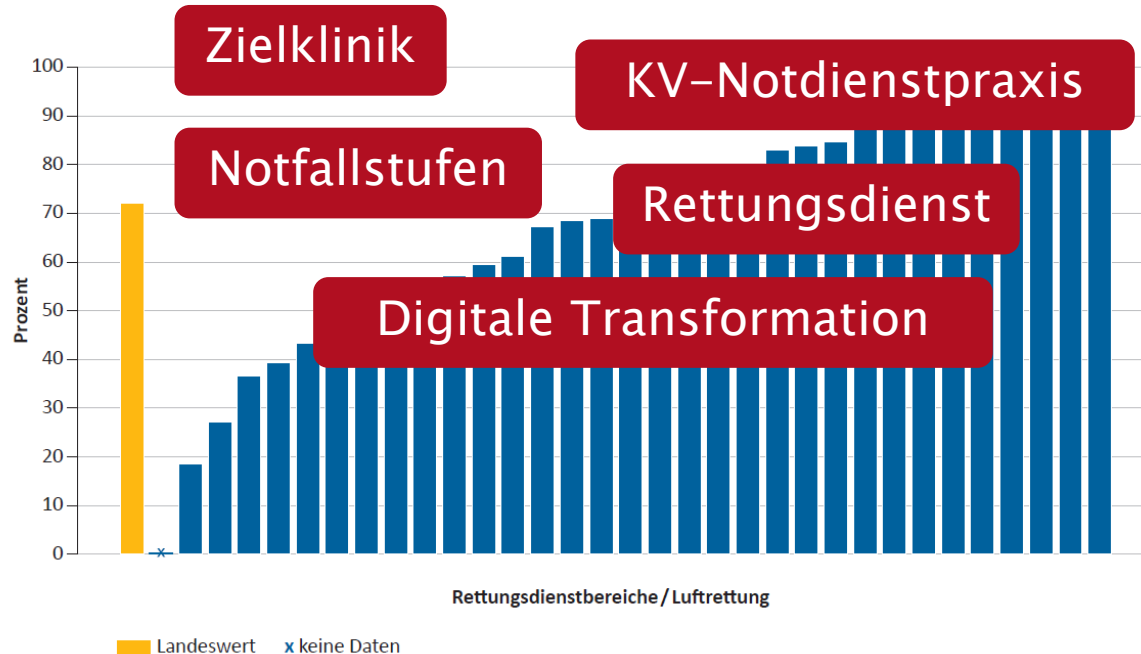 Zielklinik
KV-Notdienstpraxis
Notfallstufen
Rettungsdienst
Digitale Transformation
Prozent
100
90
80
70
60
50
40
30
20
10
0
x
Rettungsdienstbereiche / Luftrettung
Landeswert
x keine Daten